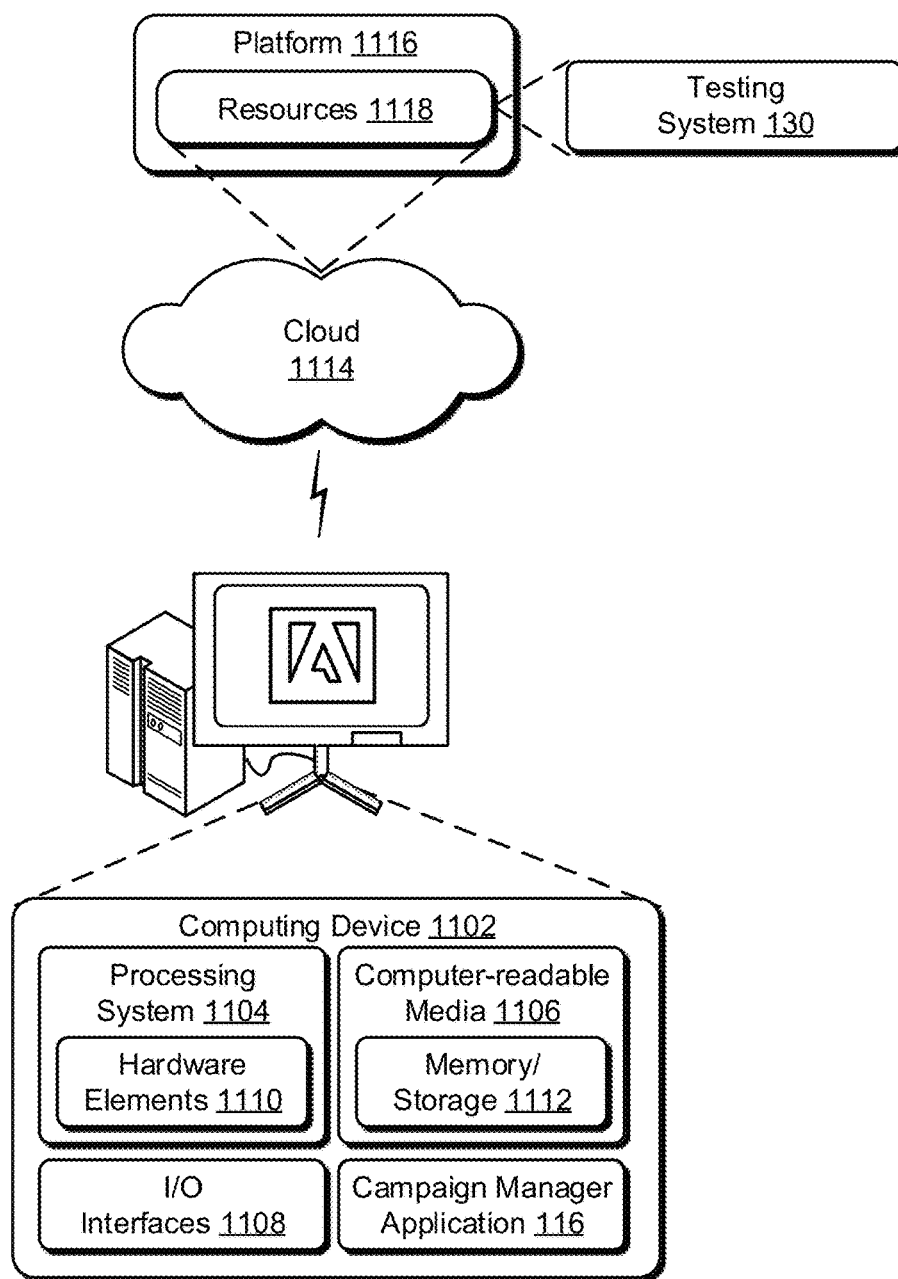 Platform 1116
Resources 1118
Testing
System 130
Cloud
1114
Computing Device 1102
Processing
System 1104
Hardware
Elements 1110
Computer-readable
Media 1106
Memory/
Storage 1112
I/O
Interfaces 1108
Campaign Manager
Application 116